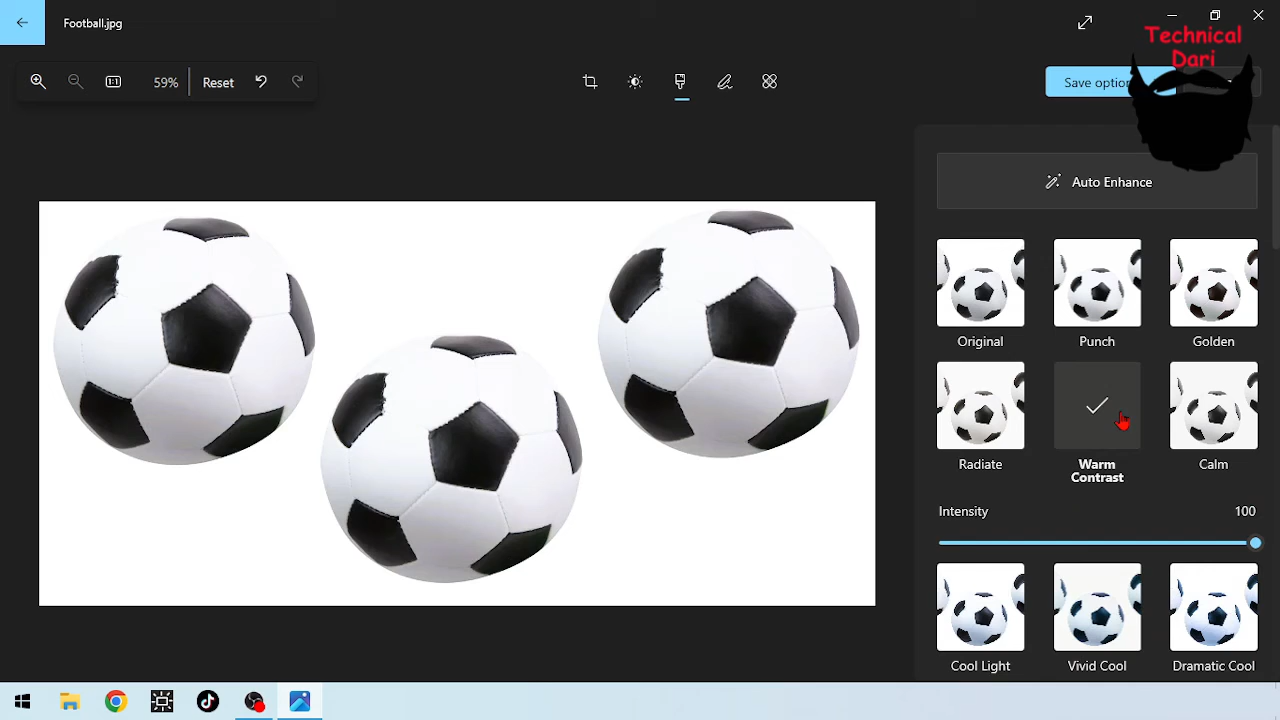 Football.jpg
Technical
Dari
59%
Reset
Save option
Auto Enhance
Original
Punch
Golden
Radiate
Warm
Contrast
Calm
Intensity
100
Cool Light
Vivid Cool
Dramatic Cool